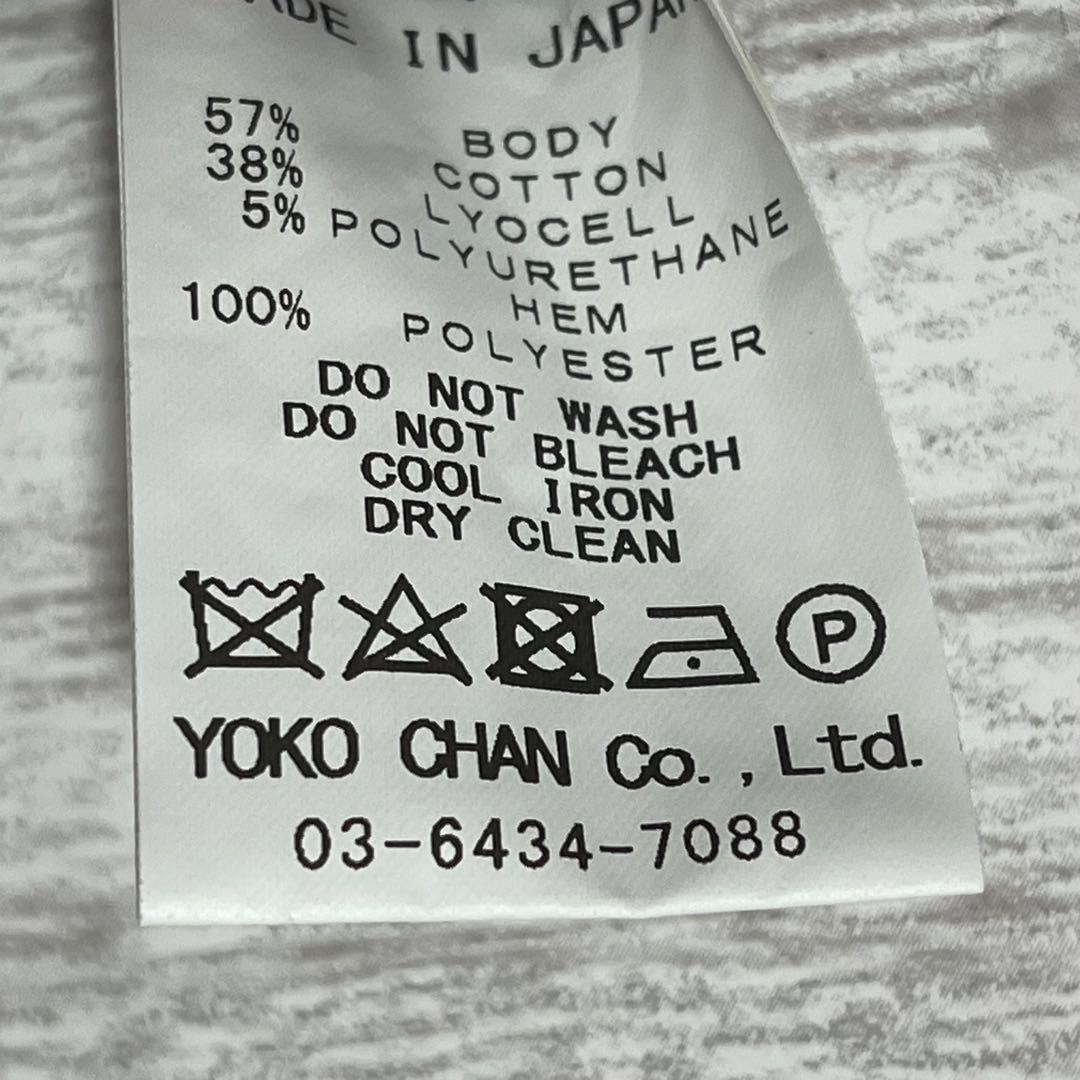 MADE IN JAPAN
BODY
57% COTTON
38% LYOCELL
5% POLYURETHANE
HEM
100% POLYESTER
DO NOT WASH
DO NOT BLEACH
COOL IRON
DRY CLEAN
P
YOKO CHAN Co., Ltd.
03-6434-7088